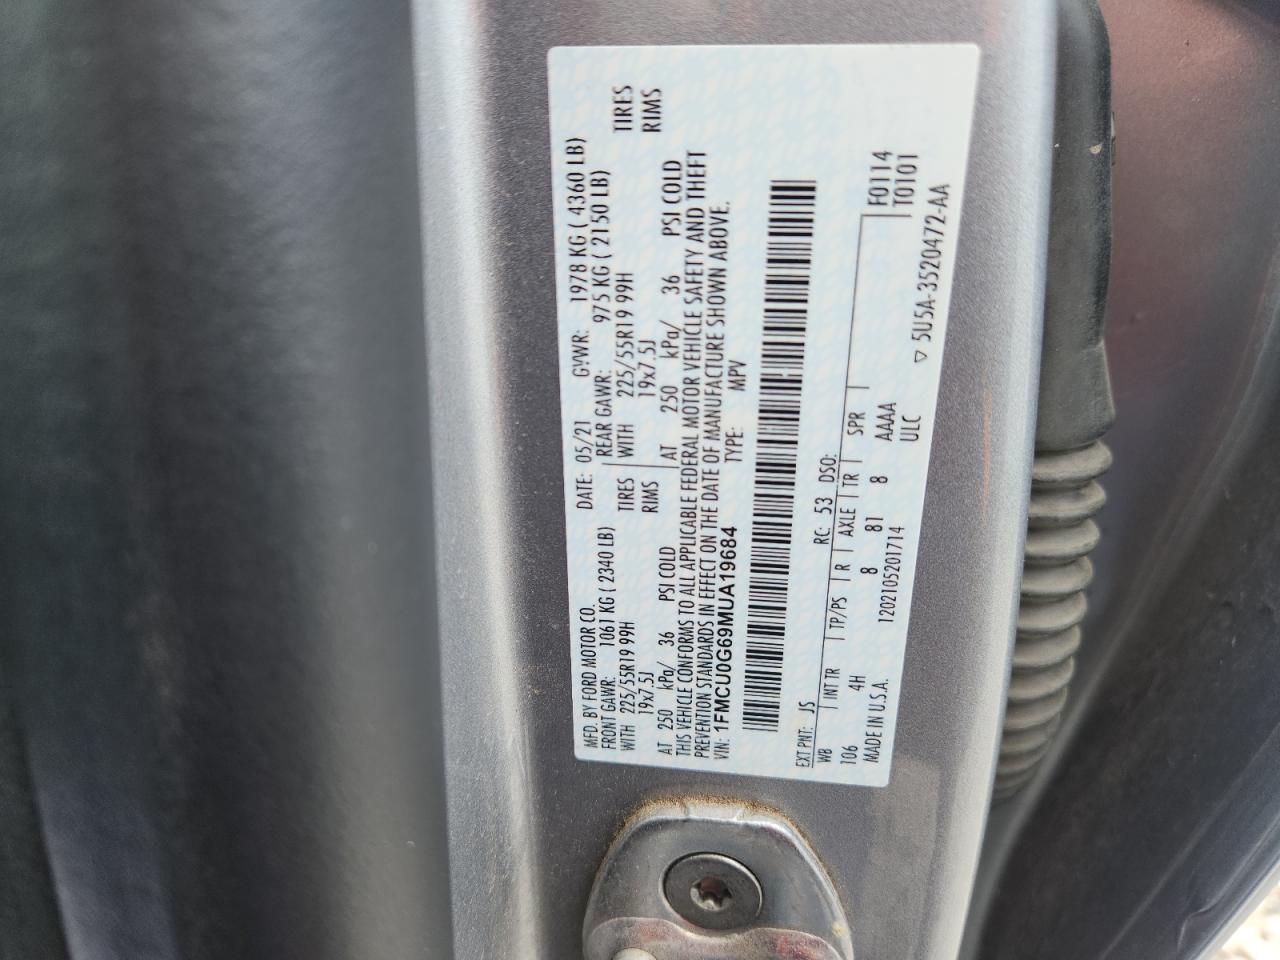 MFD. BY FORD MOTOR CO.
DATE: 05/21 GVWR: 1978 KG ( 4360 LB)
FRONT GAWR: 1061 KG ( 2340 LB) REAR GAWR: 975 KG ( 2150 LB)
WITH 225/55R19 99H TIRES WITH 225/55R19 99H TIRES
19x7.5J RIMS 19x7.5J RIMS
AT 250 kPa/ 36 PSI COLD AT 250 kPa/ 36 PSI COLD
THIS VEHICLE CONFORMS TO ALL APPLICABLE FEDERAL MOTOR VEHICLE SAFETY AND THEFT
PREVENTION STANDARDS IN EFFECT ON THE DATE OF MANUFACTURE SHOWN ABOVE.
VIN: 1FMCU0G69MUA19684 TYPE: MPV
EXT PNT: JS RC: 53 DSO: F0114
WB INT TR TP/PS R AXLE TR SPR T0101
106 4H 8 81 8 AAAA
MADE IN U.S.A. 1202105201714 ULC
▽ 5U5A-3520472-AA